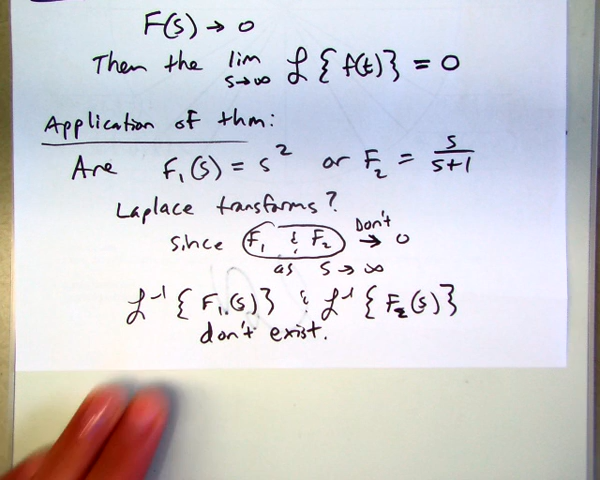 F(s) → 0
Then the lim s→∞ ℒ{f(t)} = 0
Application of thm:
Are F₁(s) = s² or F₂ = s/(s+1)
Laplace transforms?
Since F₁ & F₂ Don't → 0
as s → ∞
ℒ⁻¹{F₁(s)} & ℒ⁻¹{F₂(s)}
don't exist.